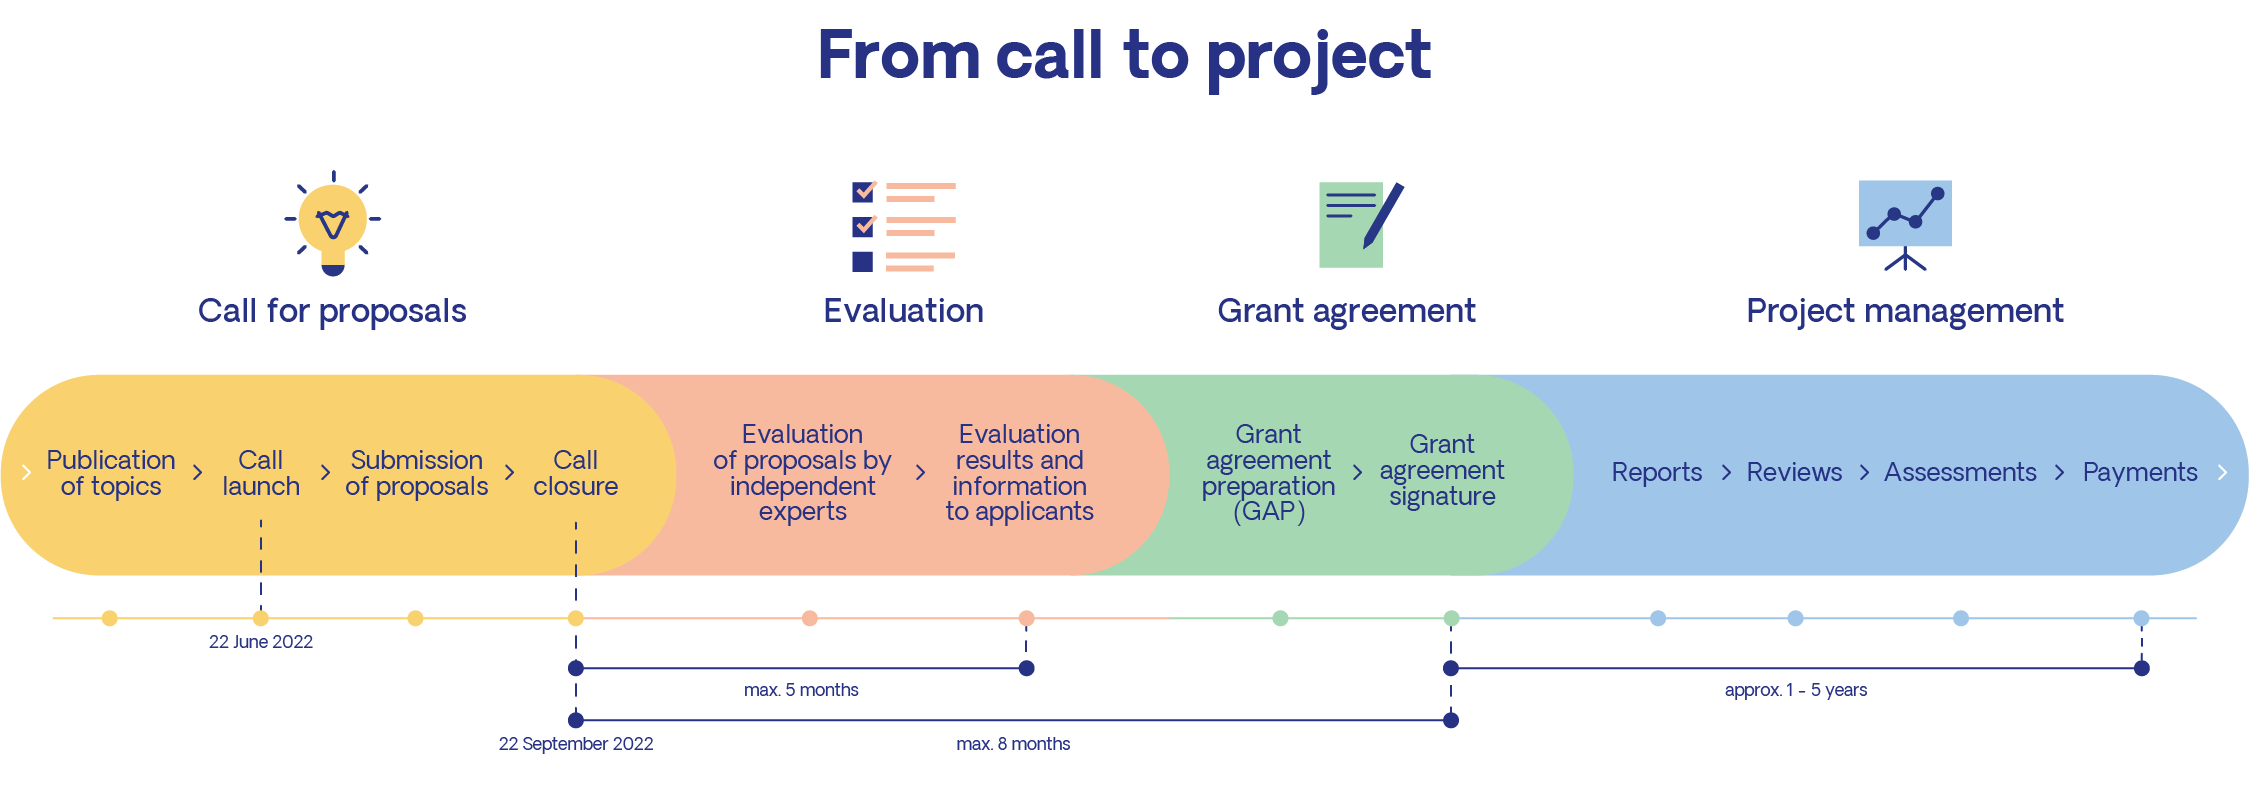 From call to project
Call for proposals
Evaluation
Grant agreement
Project management
Publication
of topics
Call
launch
Submission
of proposals
Call
closure
Evaluation
of proposals by
independent
experts
Evaluation
results and
information
to applicants
Grant
agreement
preparation
(GAP)
Grant
agreement
signature
Reports
Reviews
Assessments
Payments
22 June 2022
max. 5 months
approx. 1 - 5 years
22 September 2022
max. 8 months